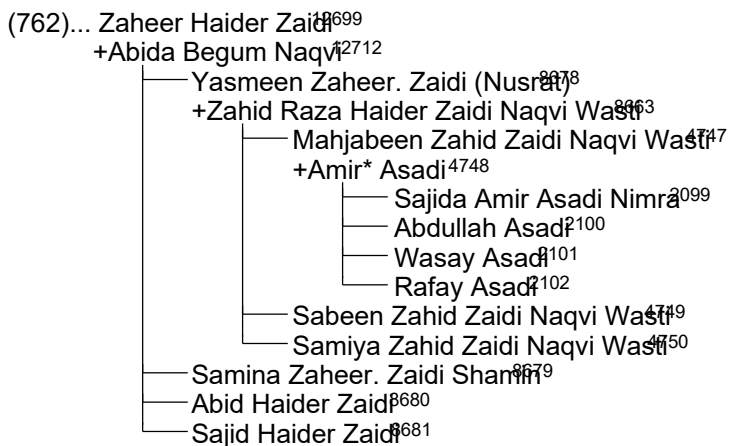 (762)... Zaheer Haider Zaidi12699
+Abida Begum Naqvi12712
Yasmeen Zaheer. Zaidi (Nusrat)8678
+Zahid Raza Haider Zaidi Naqvi Wasti8663
Mahjabeen Zahid Zaidi Naqvi Wasti4747
+Amir* Asadi4748
Sajida Amir Asadi Nimra2099
Abdullah Asadi2100
Wasay Asadi2101
Rafay Asadi2102
Sabeen Zahid Zaidi Naqvi Wasti4749
Samiya Zahid Zaidi Naqvi Wasti4750
Samina Zaheer. Zaidi Shamin8679
Abid Haider Zaidi8680
Sajid Haider Zaidi8681